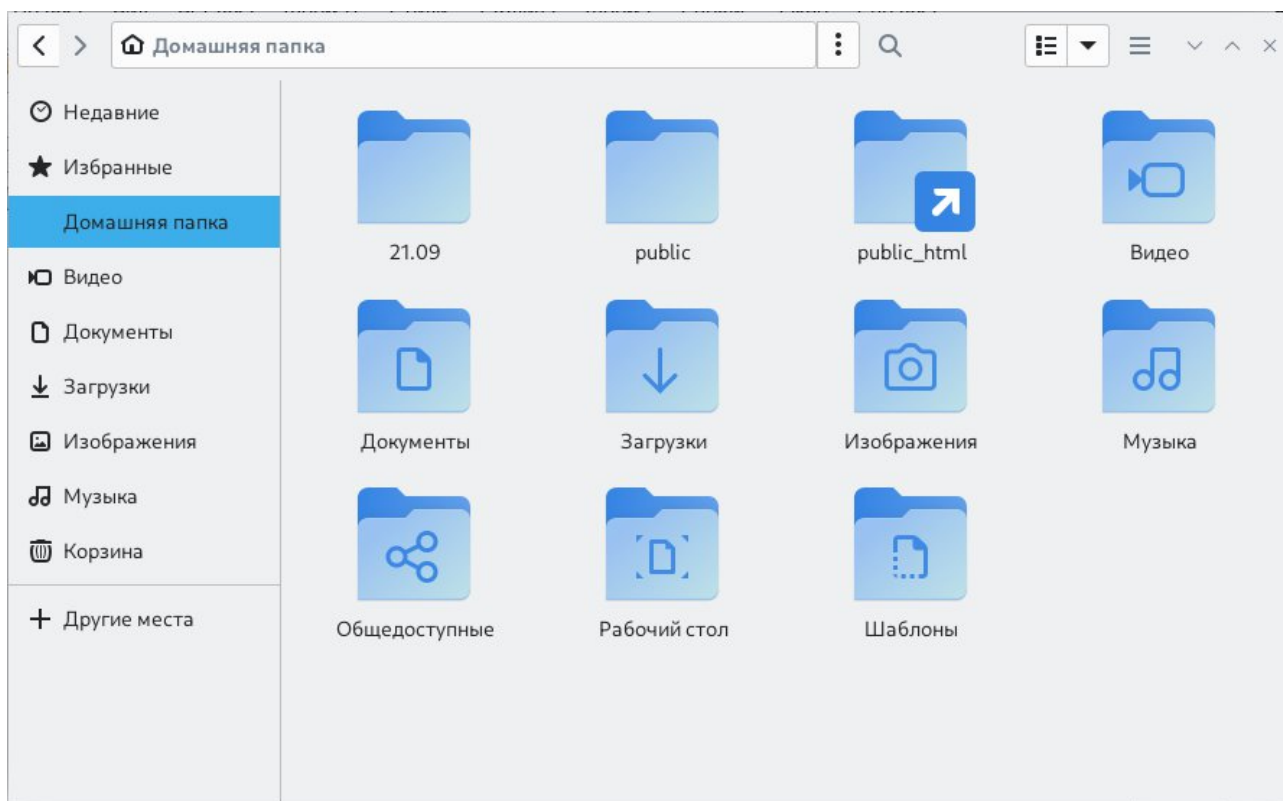 Домашняя папка
Недавние
Избранные
Домашняя папка
Видео
Документы
Загрузки
Изображения
Музыка
Корзина
Другие места
21.09
public
public_html
Видео
Документы
Загрузки
Изображения
Музыка
Общедоступные
Рабочий стол
Шаблоны